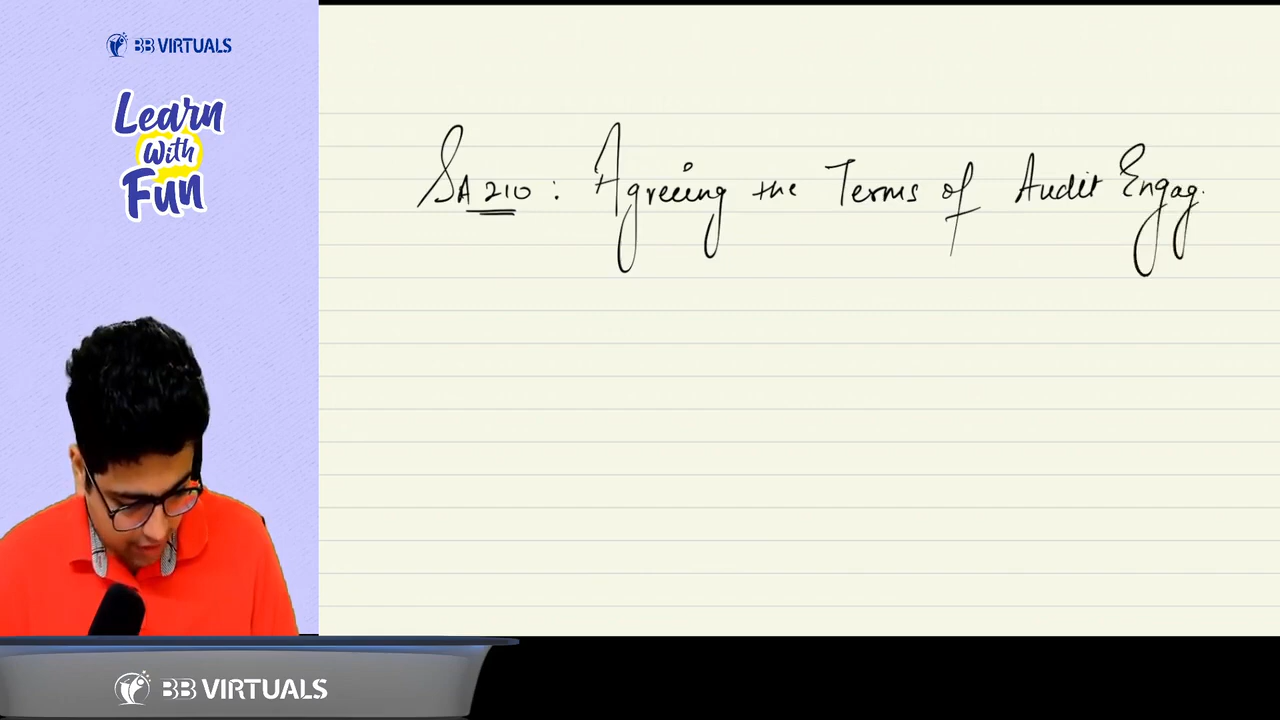 BB VIRTUALS
Learn
With
Fun
SA 210 : Agreeing the Terms of Audit Engag.
BB VIRTUALS